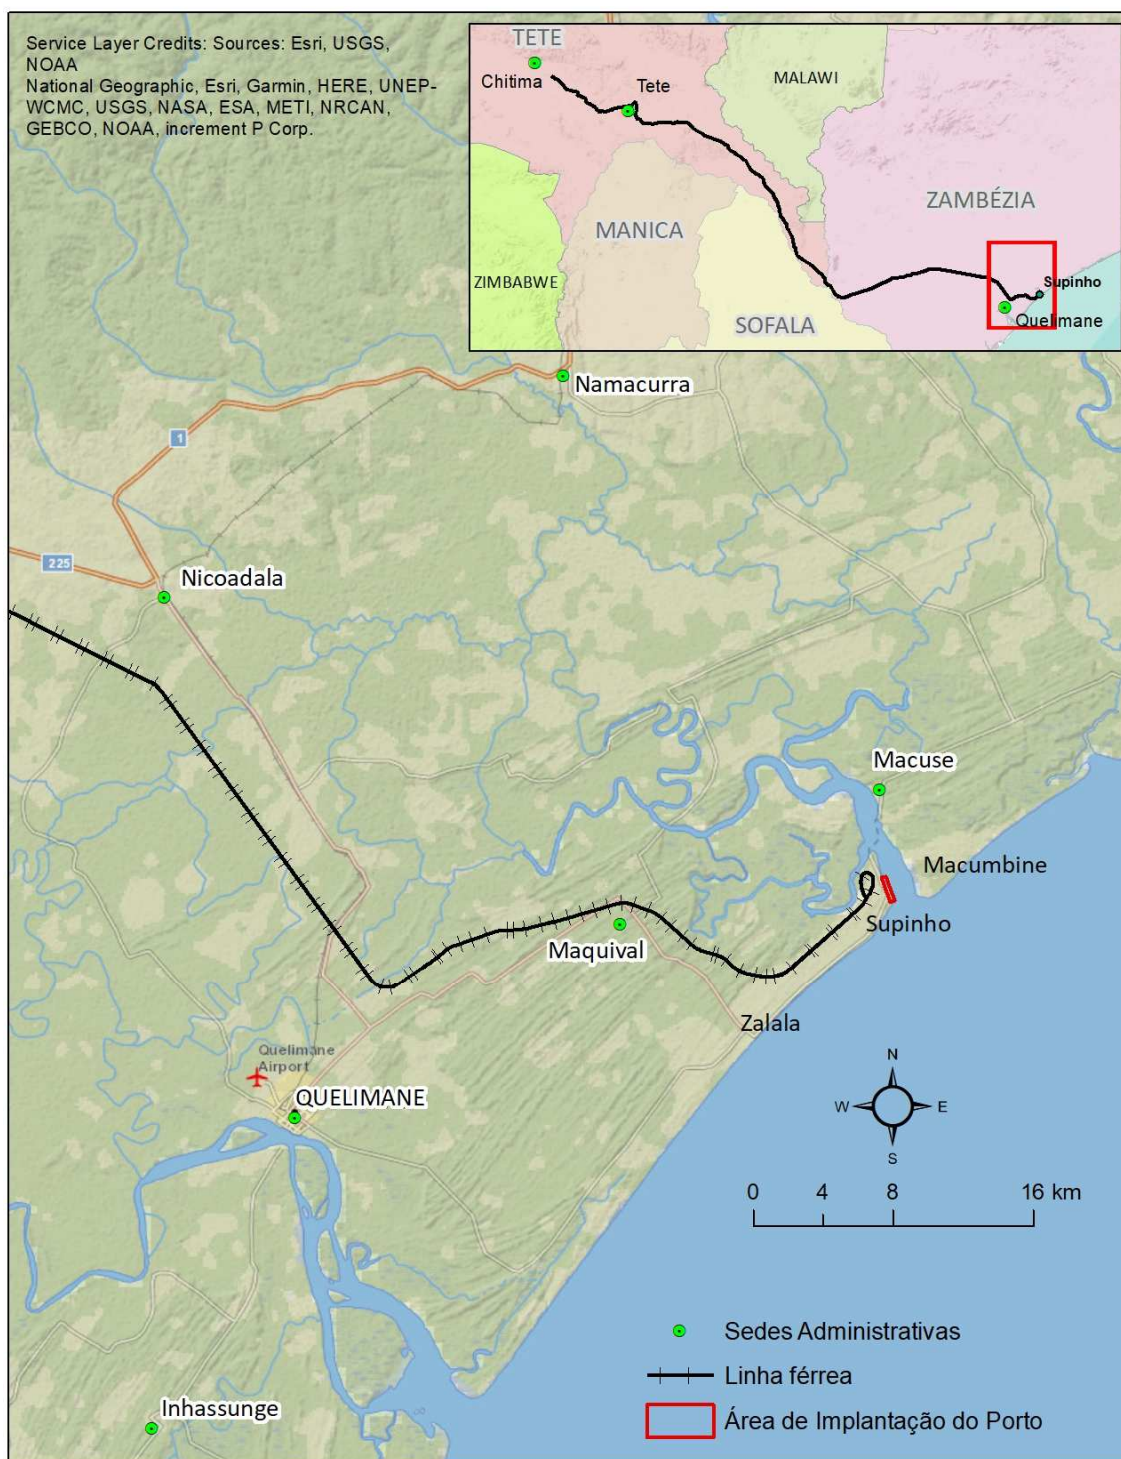 Service Layer Credits: Sources: Esri, USGS,
NOAA
National Geographic, Esri, Garmin, HERE, UNEP-
WCMC, USGS, NASA, ESA, METI, NRCAN,
GEBCO, NOAA, increment P Corp.
TETE
Chitima
Tete
MALAWI
ZAMBÉZIA
MANICA
ZIMBABWE
SOFALA
Supinho
Quelimane
Namacurra
1
225
Nicoadala
Macuse
Macumbine
Supinho
Maquival
Zalala
Quelimane
Airport
QUELIMANE
N
W
E
S
0 4 8 16 km
Sedes Administrativas
Linha férrea
Área de Implantação do Porto
Inhassunge